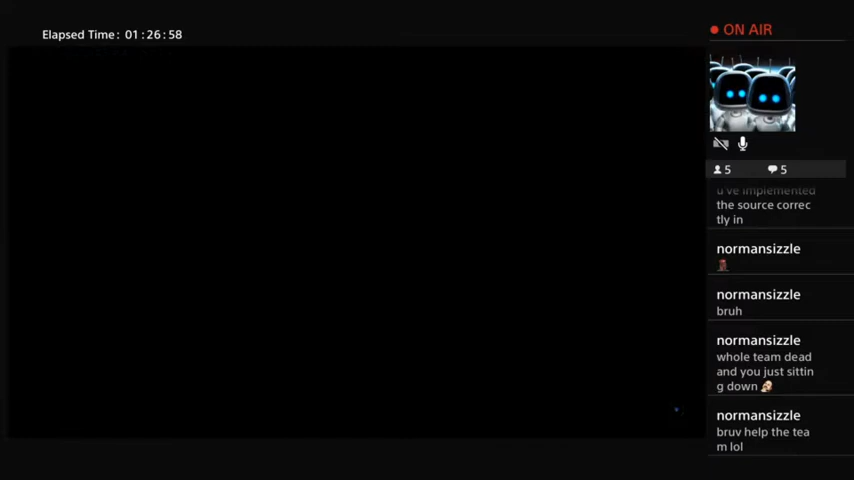 Elapsed Time: 01:26:58
ON AIR
5
5
u've implemented
the source correc
tly in
normansizzle
normansizzle
bruh
normansizzle
whole team dead
and you just sittin
g down
normansizzle
bruv help the tea
m lol